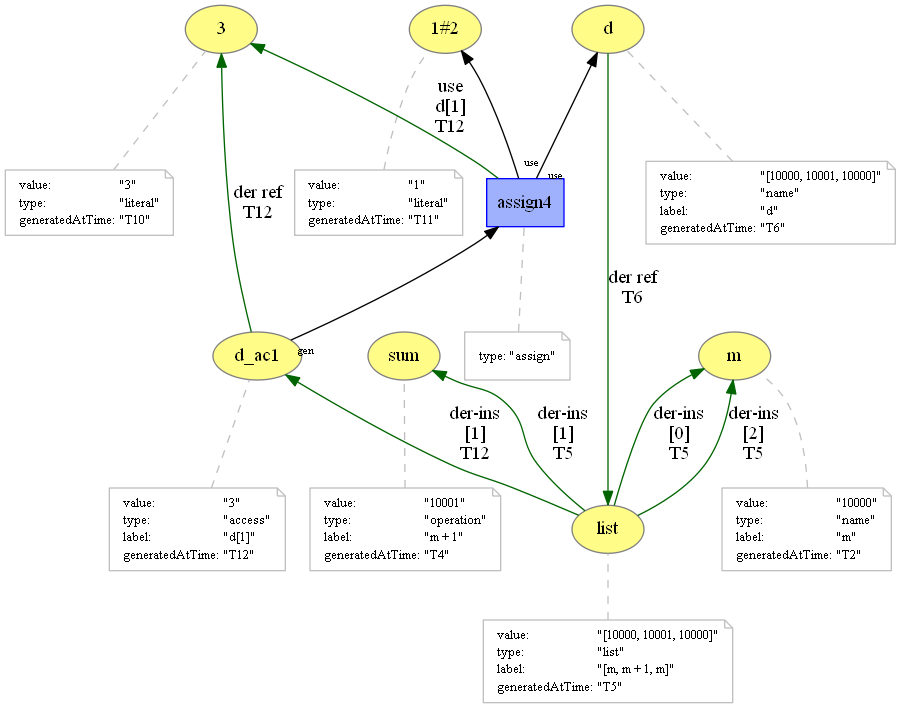 3
1#2
d
use
d[1]
T12
use
use
value: "3"
type: "literal"
generatedAtTime: "T10"
value: "1"
type: "literal"
generatedAtTime: "T11"
assign4
value: "[10000, 10001, 10000]"
type: "name"
label: "d"
generatedAtTime: "T6"
der ref
T12
der ref
T6
d_ac1
gen
sum
type: "assign"
m
der-ins
[1]
T12
der-ins
[1]
T5
der-ins
[0]
T5
der-ins
[2]
T5
value: "3"
type: "access"
label: "d[1]"
generatedAtTime: "T12"
value: "10001"
type: "operation"
label: "m + 1"
generatedAtTime: "T4"
list
value: "10000"
type: "name"
label: "m"
generatedAtTime: "T2"
value: "[10000, 10001, 10000]"
type: "list"
label: "[m, m + 1, m]"
generatedAtTime: "T5"